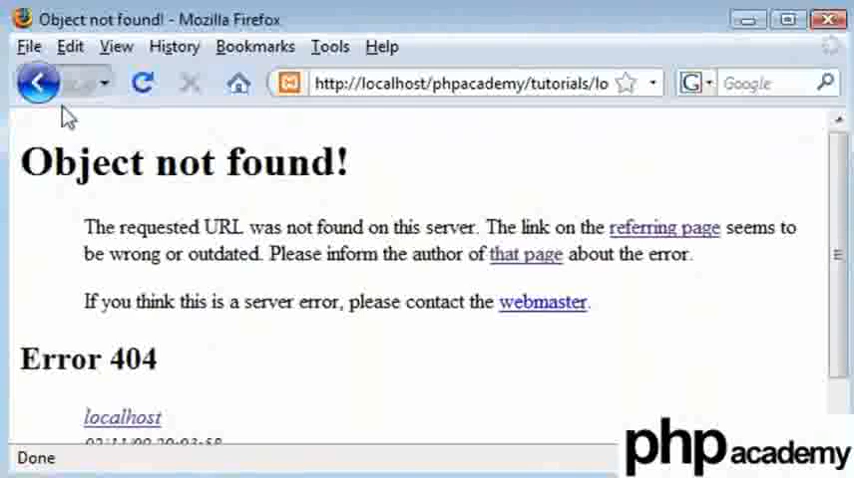 Object not found! - Mozilla Firefox
File Edit View History Bookmarks Tools Help
http://localhost/phpacademy/tutorials/lo G Google
Object not found!
The requested URL was not found on this server. The link on the referring page seems to
be wrong or outdated. Please inform the author of that page about the error.
If you think this is a server error, please contact the webmaster.
Error 404
localhost
Done
php academy